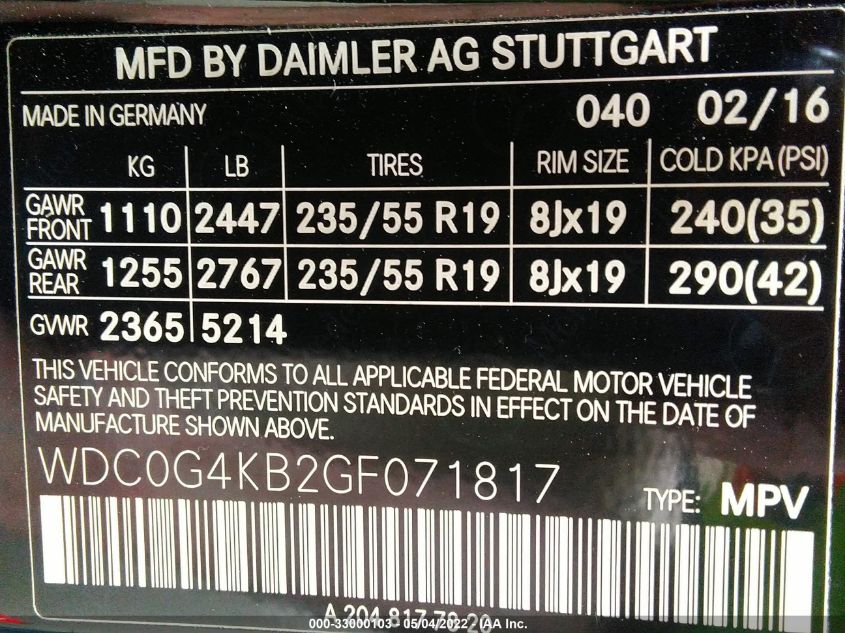 MFD BY DAIMLER AG STUTTGART
MADE IN GERMANY 040 02/16
KG LB TIRES RIM SIZE COLD KPA (PSI)
GAWR FRONT 1110 2447 235/55 R19 8Jx19 240(35)
GAWR REAR 1255 2767 235/55 R19 8Jx19 290(42)
GVWR 2365 5214
THIS VEHICLE CONFORMS TO ALL APPLICABLE FEDERAL MOTOR VEHICLE
SAFETY AND THEFT PREVENTION STANDARDS IN EFFECT ON THE DATE OF
MANUFACTURE SHOWN ABOVE.
WDC0G4KB2GF071817
TYPE: MPV
A 204 817
000-33000103 - 05/04/2022 - IAA Inc.